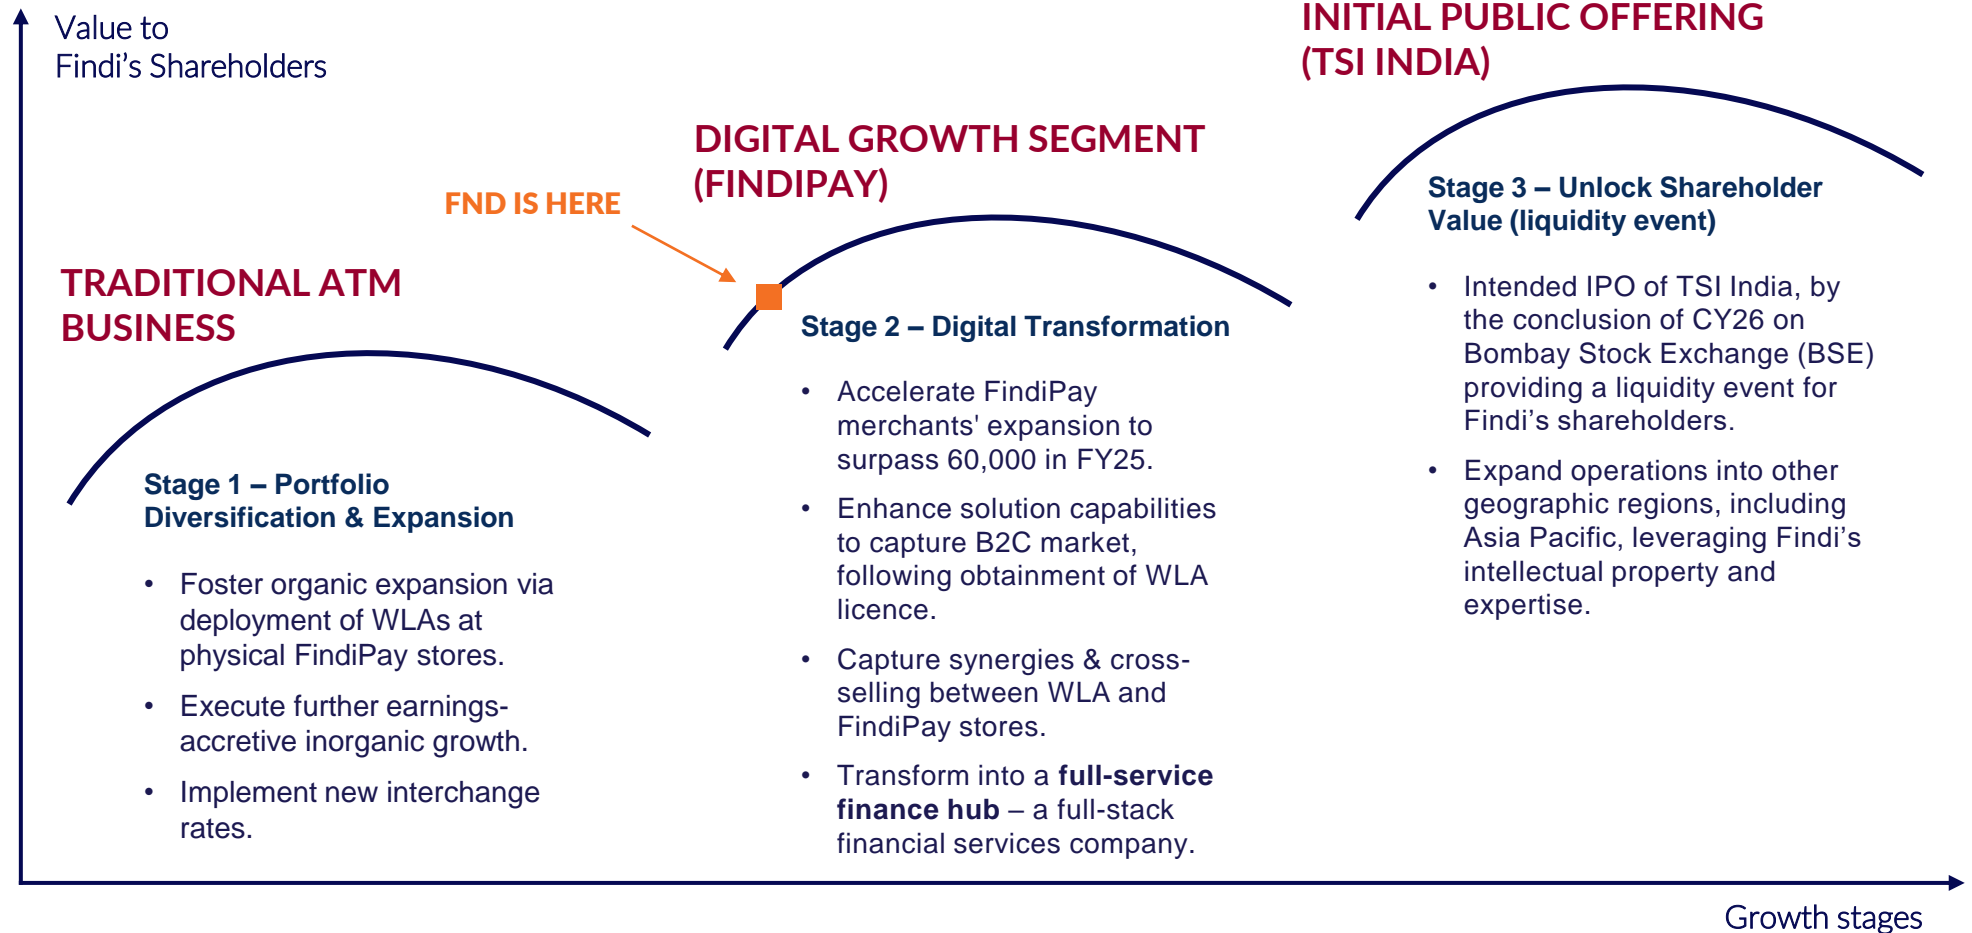 Value to
Findi’s Shareholders
TRADITIONAL ATM
BUSINESS
Stage 1 – Portfolio
Diversification & Expansion
• Foster organic expansion via
deployment of WLAs at
physical FindiPay stores.
• Execute further earnings-
accretive inorganic growth.
• Implement new interchange
rates.
FND IS HERE
DIGITAL GROWTH SEGMENT
(FINDIPAY)
Stage 2 – Digital Transformation
• Accelerate FindiPay
merchants' expansion to
surpass 60,000 in FY25.
• Enhance solution capabilities
to capture B2C market,
following obtainment of WLA
licence.
• Capture synergies & cross-
selling between WLA and
FindiPay stores.
• Transform into a full-service
finance hub – a full-stack
financial services company.
INITIAL PUBLIC OFFERING
(TSI INDIA)
Stage 3 – Unlock Shareholder
Value (liquidity event)
• Intended IPO of TSI India, by
the conclusion of CY26 on
Bombay Stock Exchange (BSE)
providing a liquidity event for
Findi’s shareholders.
• Expand operations into other
geographic regions, including
Asia Pacific, leveraging Findi’s
intellectual property and
expertise.
Growth stages